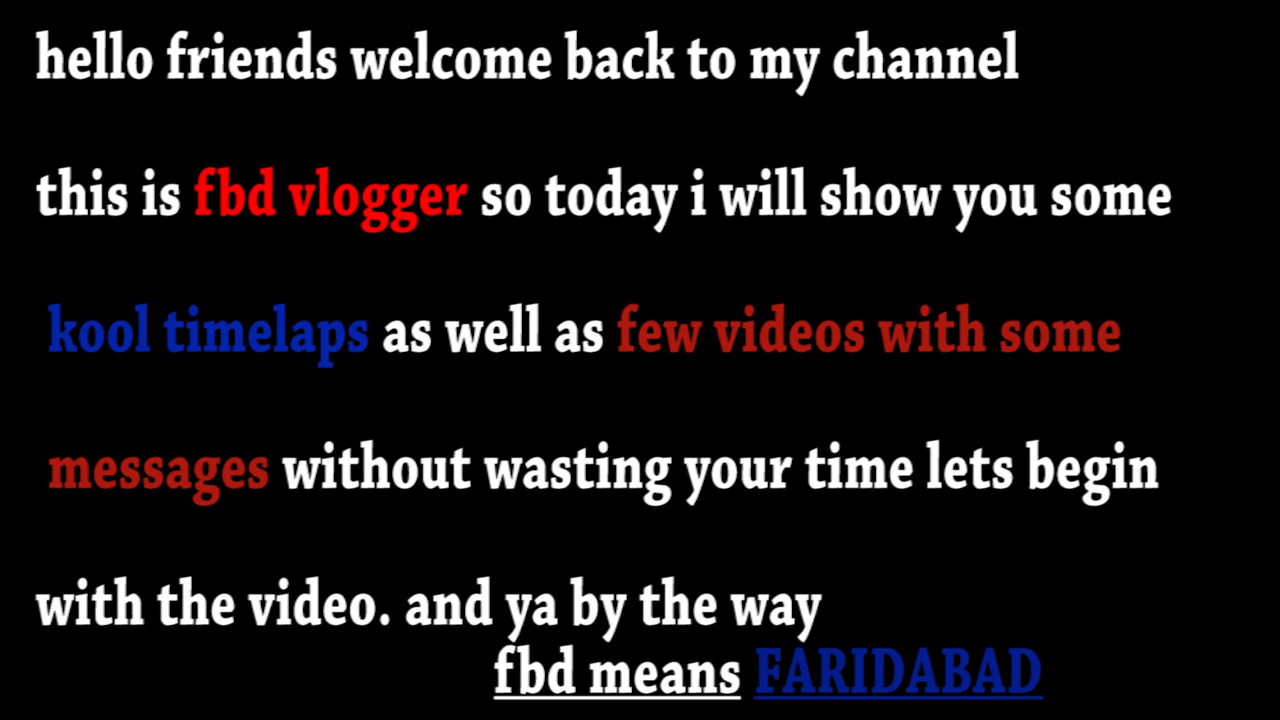 hello friends welcome back to my channel
this is fbd vlogger so today i will show you some
kool timelaps as well as few videos with some
messages without wasting your time lets begin
with the video. and ya by the way
fbd means FARIDABAD